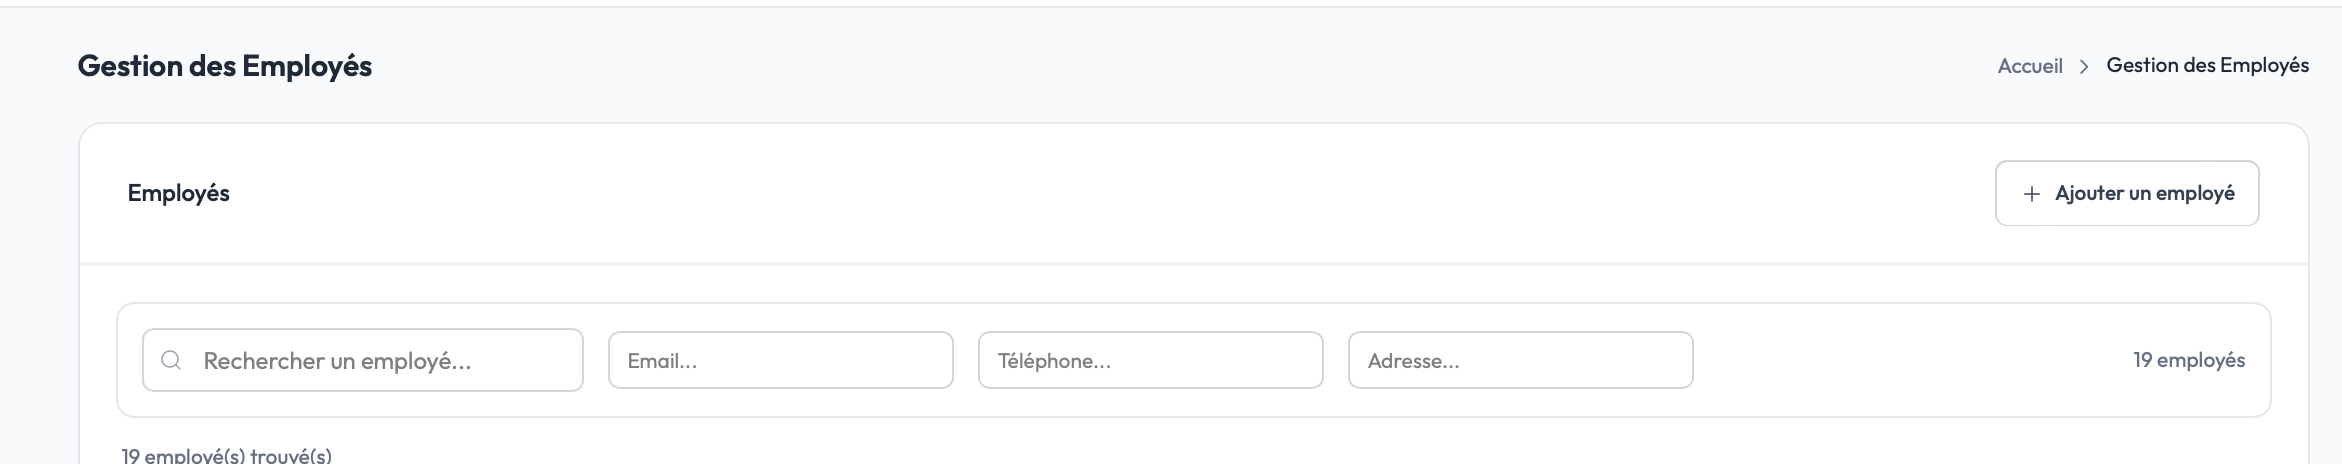 Gestion des Employés
Accueil > Gestion des Employés
Employés
+ Ajouter un employé
Rechercher un employé...
Email...
Téléphone...
Adresse...
19 employés
19 employé(s) trouvé(s)